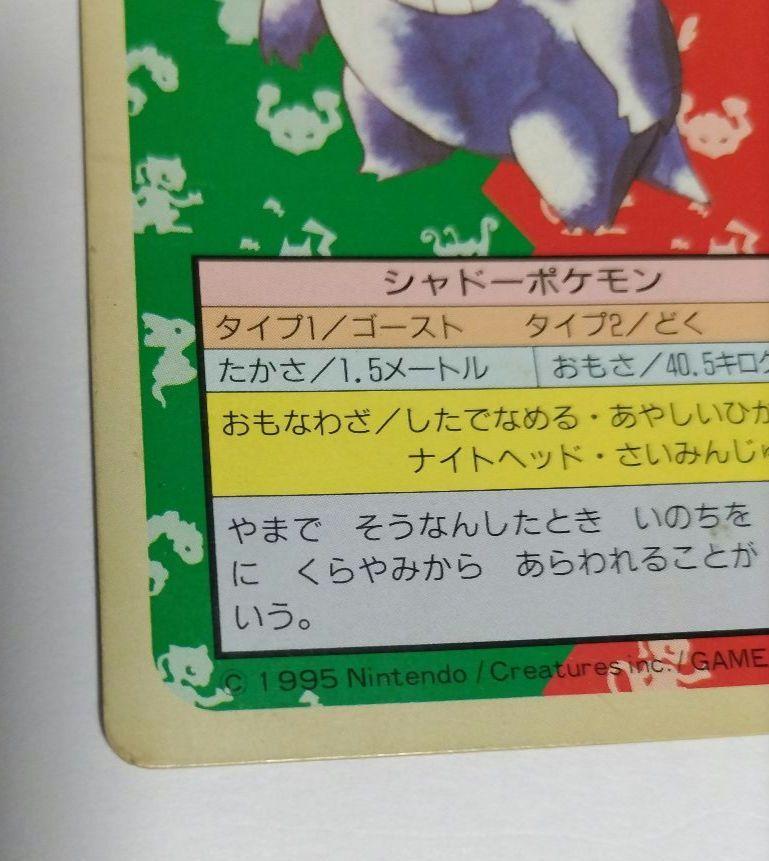 シャドーポケモン
タイプ1/ゴースト タイプ2/どく
たかさ/1.5メートル おもさ/40.5キロ
おもなわざ/したでなめる・あやしいひか
ナイトヘッド・さいみんじゅ
やまで そうなんしたとき いのちを
に くらやみから あらわれることが
いう。
© 1995 Nintendo/Creatures inc./GAME